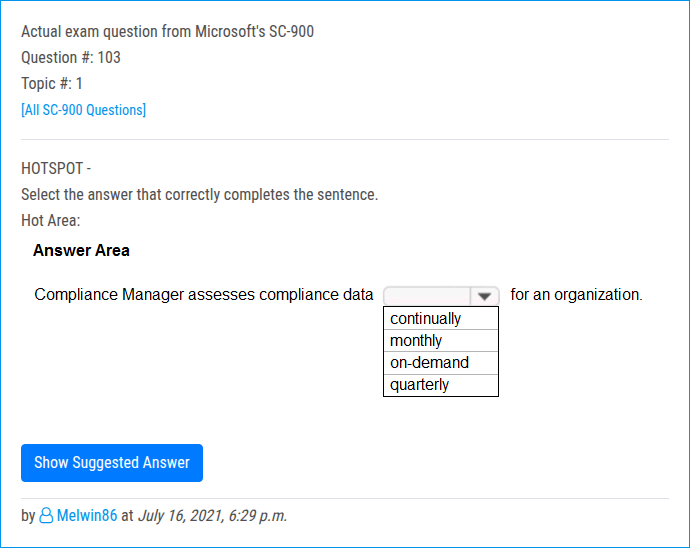 Actual exam question from Microsoft's SC-900
Question #: 103
Topic #: 1
[All SC-900 Questions]
HOTSPOT -
Select the answer that correctly completes the sentence.
Hot Area:
Answer Area
Compliance Manager assesses compliance data for an organization.
continually
monthly
on-demand
quarterly
Show Suggested Answer
by Melwin86 at July 16, 2021, 6:29 p.m.